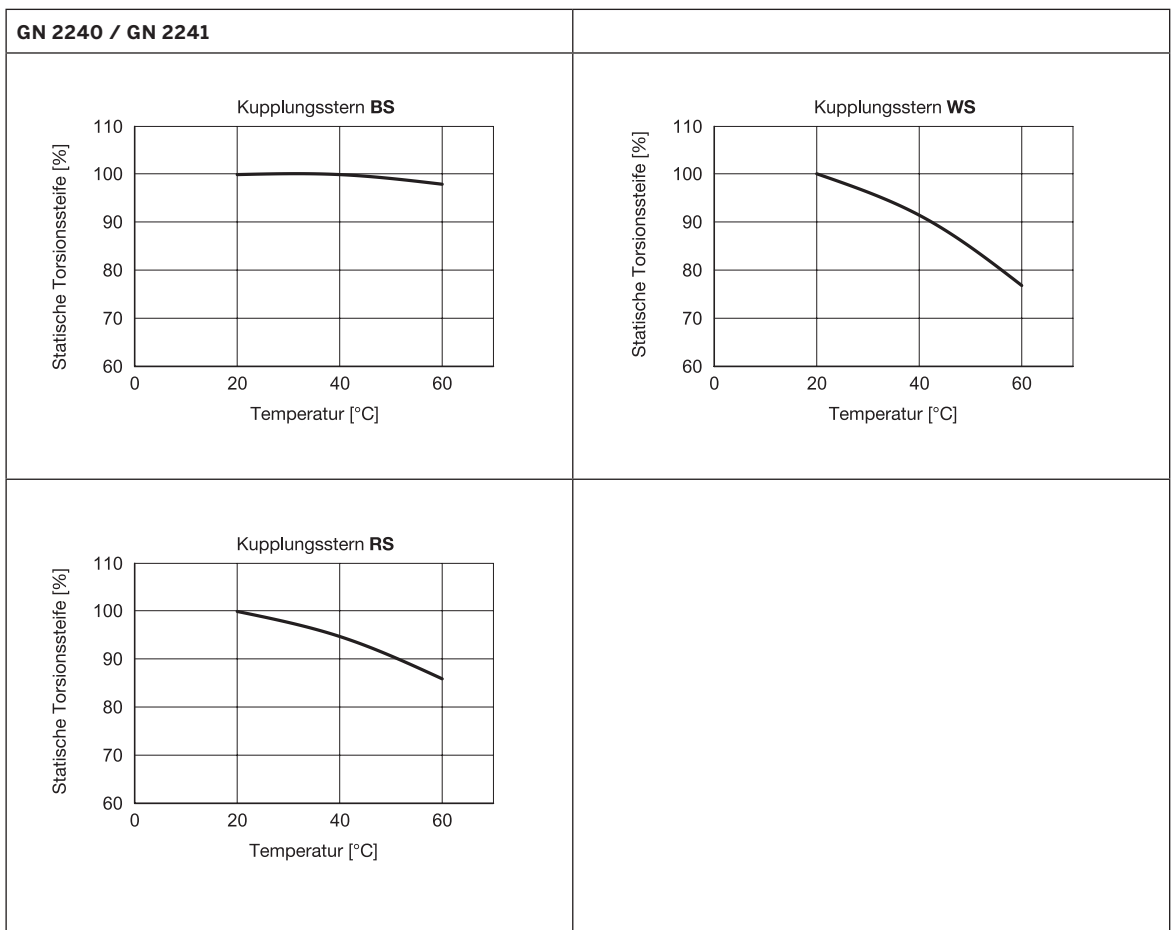 GN 2240 / GN 2241
Kupplungsstern BS
Statische Torsionssteife [%]
110
100
90
80
70
60
0 20 40 60
Temperatur [°C]
Kupplungsstern WS
Statische Torsionssteife [%]
110
100
90
80
70
60
0 20 40 60
Temperatur [°C]
Kupplungsstern RS
Statische Torsionssteife [%]
110
100
90
80
70
60
0 20 40 60
Temperatur [°C]